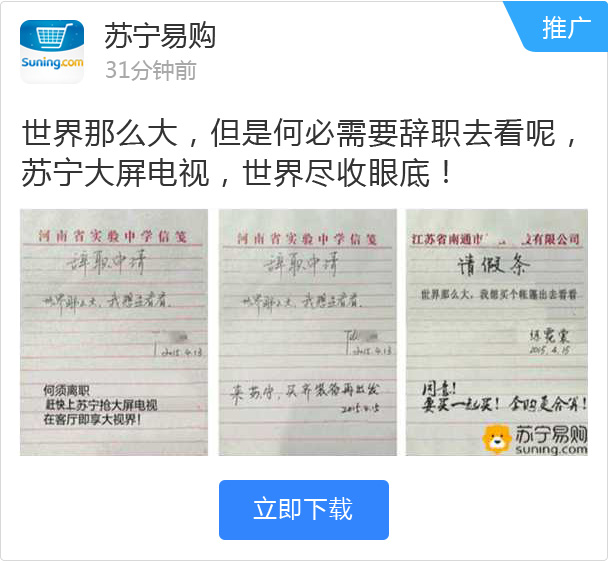 推广
苏宁易购
Suning.com
31分钟前
世界那么大，但是何必需要辞职去看呢，
苏宁大屏电视，世界尽收眼底！
河南省实验中学信笺
辞职申请
世界那么大，我想去看看。
2015.4.13
何须离职
赶快上苏宁抢大屏电视
在客厅即享大视界！
河南省实验中学信笺
辞职申请
世界那么大，我想去看看。
2015.4.13
来苏宁，买齐装备再出发
2015.4.15
江苏省南通市 有限公司
请假条
世界那么大，我想买个帐篷出去看看
2015.4.15
同意！
要买一起买！全购更合算！
苏宁易购
suning.com
立即下载